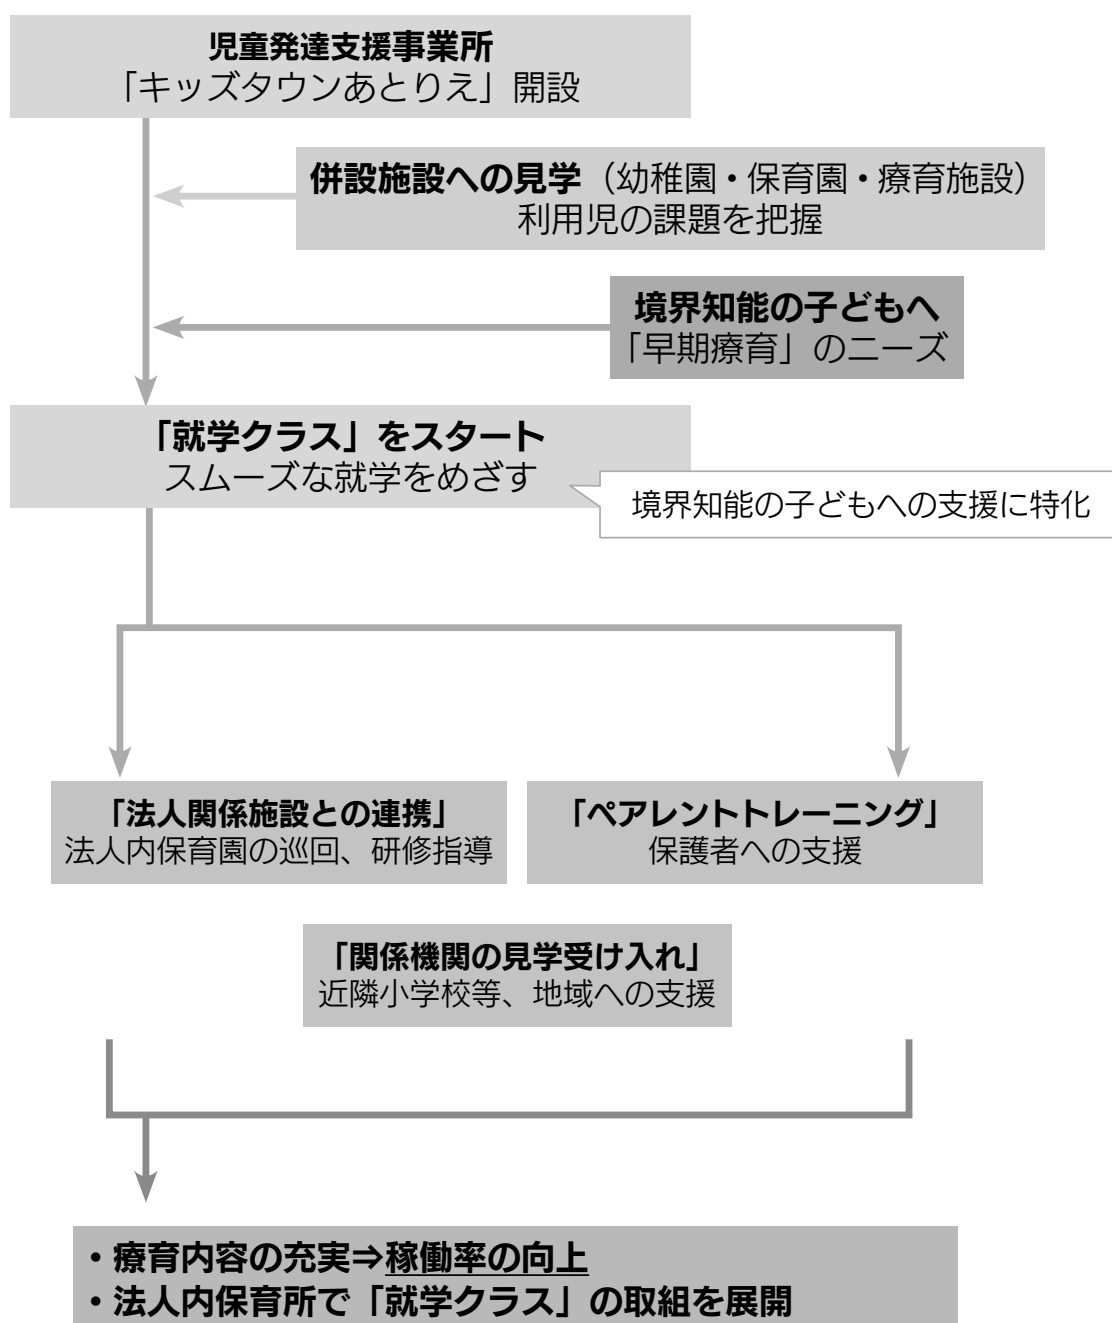 児童発達支援事業所
「キッズタウンあとりえ」開設
併設施設への見学（幼稚園・保育園・療育施設）
利用児の課題を把握
境界知能の子どもへ
「早期療育」のニーズ
「就学クラス」をスタート
スムーズな就学をめざす
境界知能の子どもへの支援に特化
「法人関係施設との連携」
法人内保育園の巡回、研修指導
「ペアレントトレーニング」
保護者への支援
「関係機関の見学受け入れ」
近隣小学校等、地域への支援
・療育内容の充実⇒稼働率の向上
・法人内保育所で「就学クラス」の取組を展開